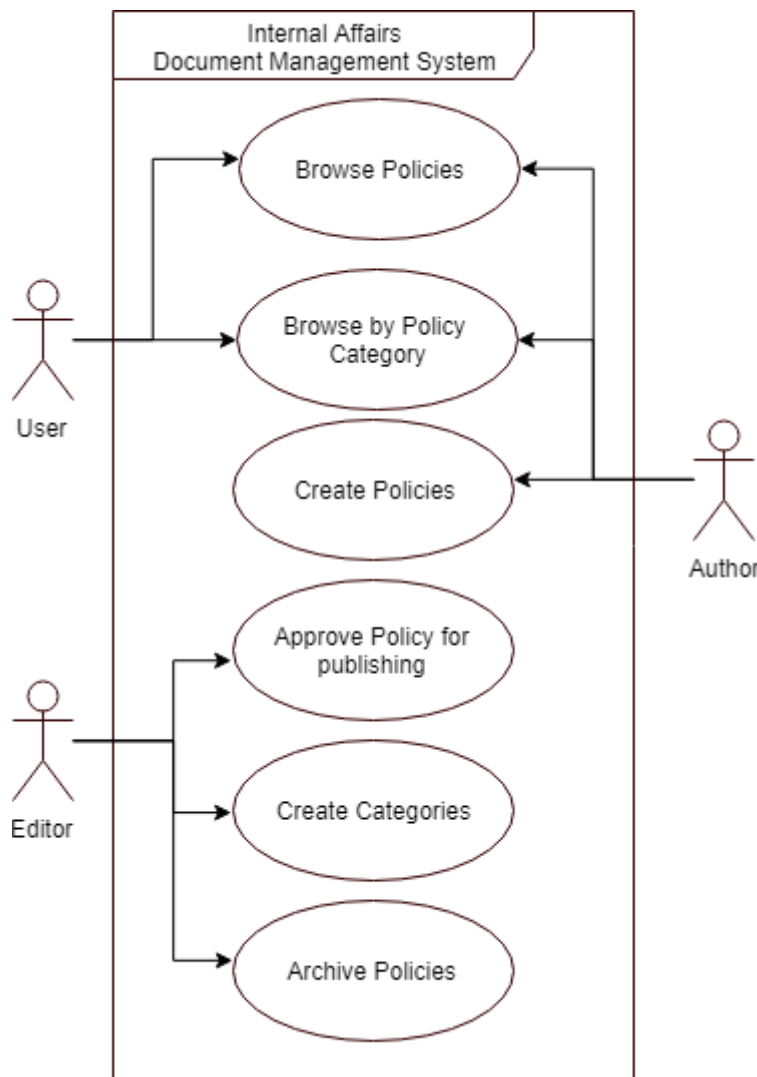 Internal Affairs
Document Management System
Browse Policies
Browse by Policy
Category
User
Create Policies
Author
Approve Policy for
publishing
Editor
Create Categories
Archive Policies